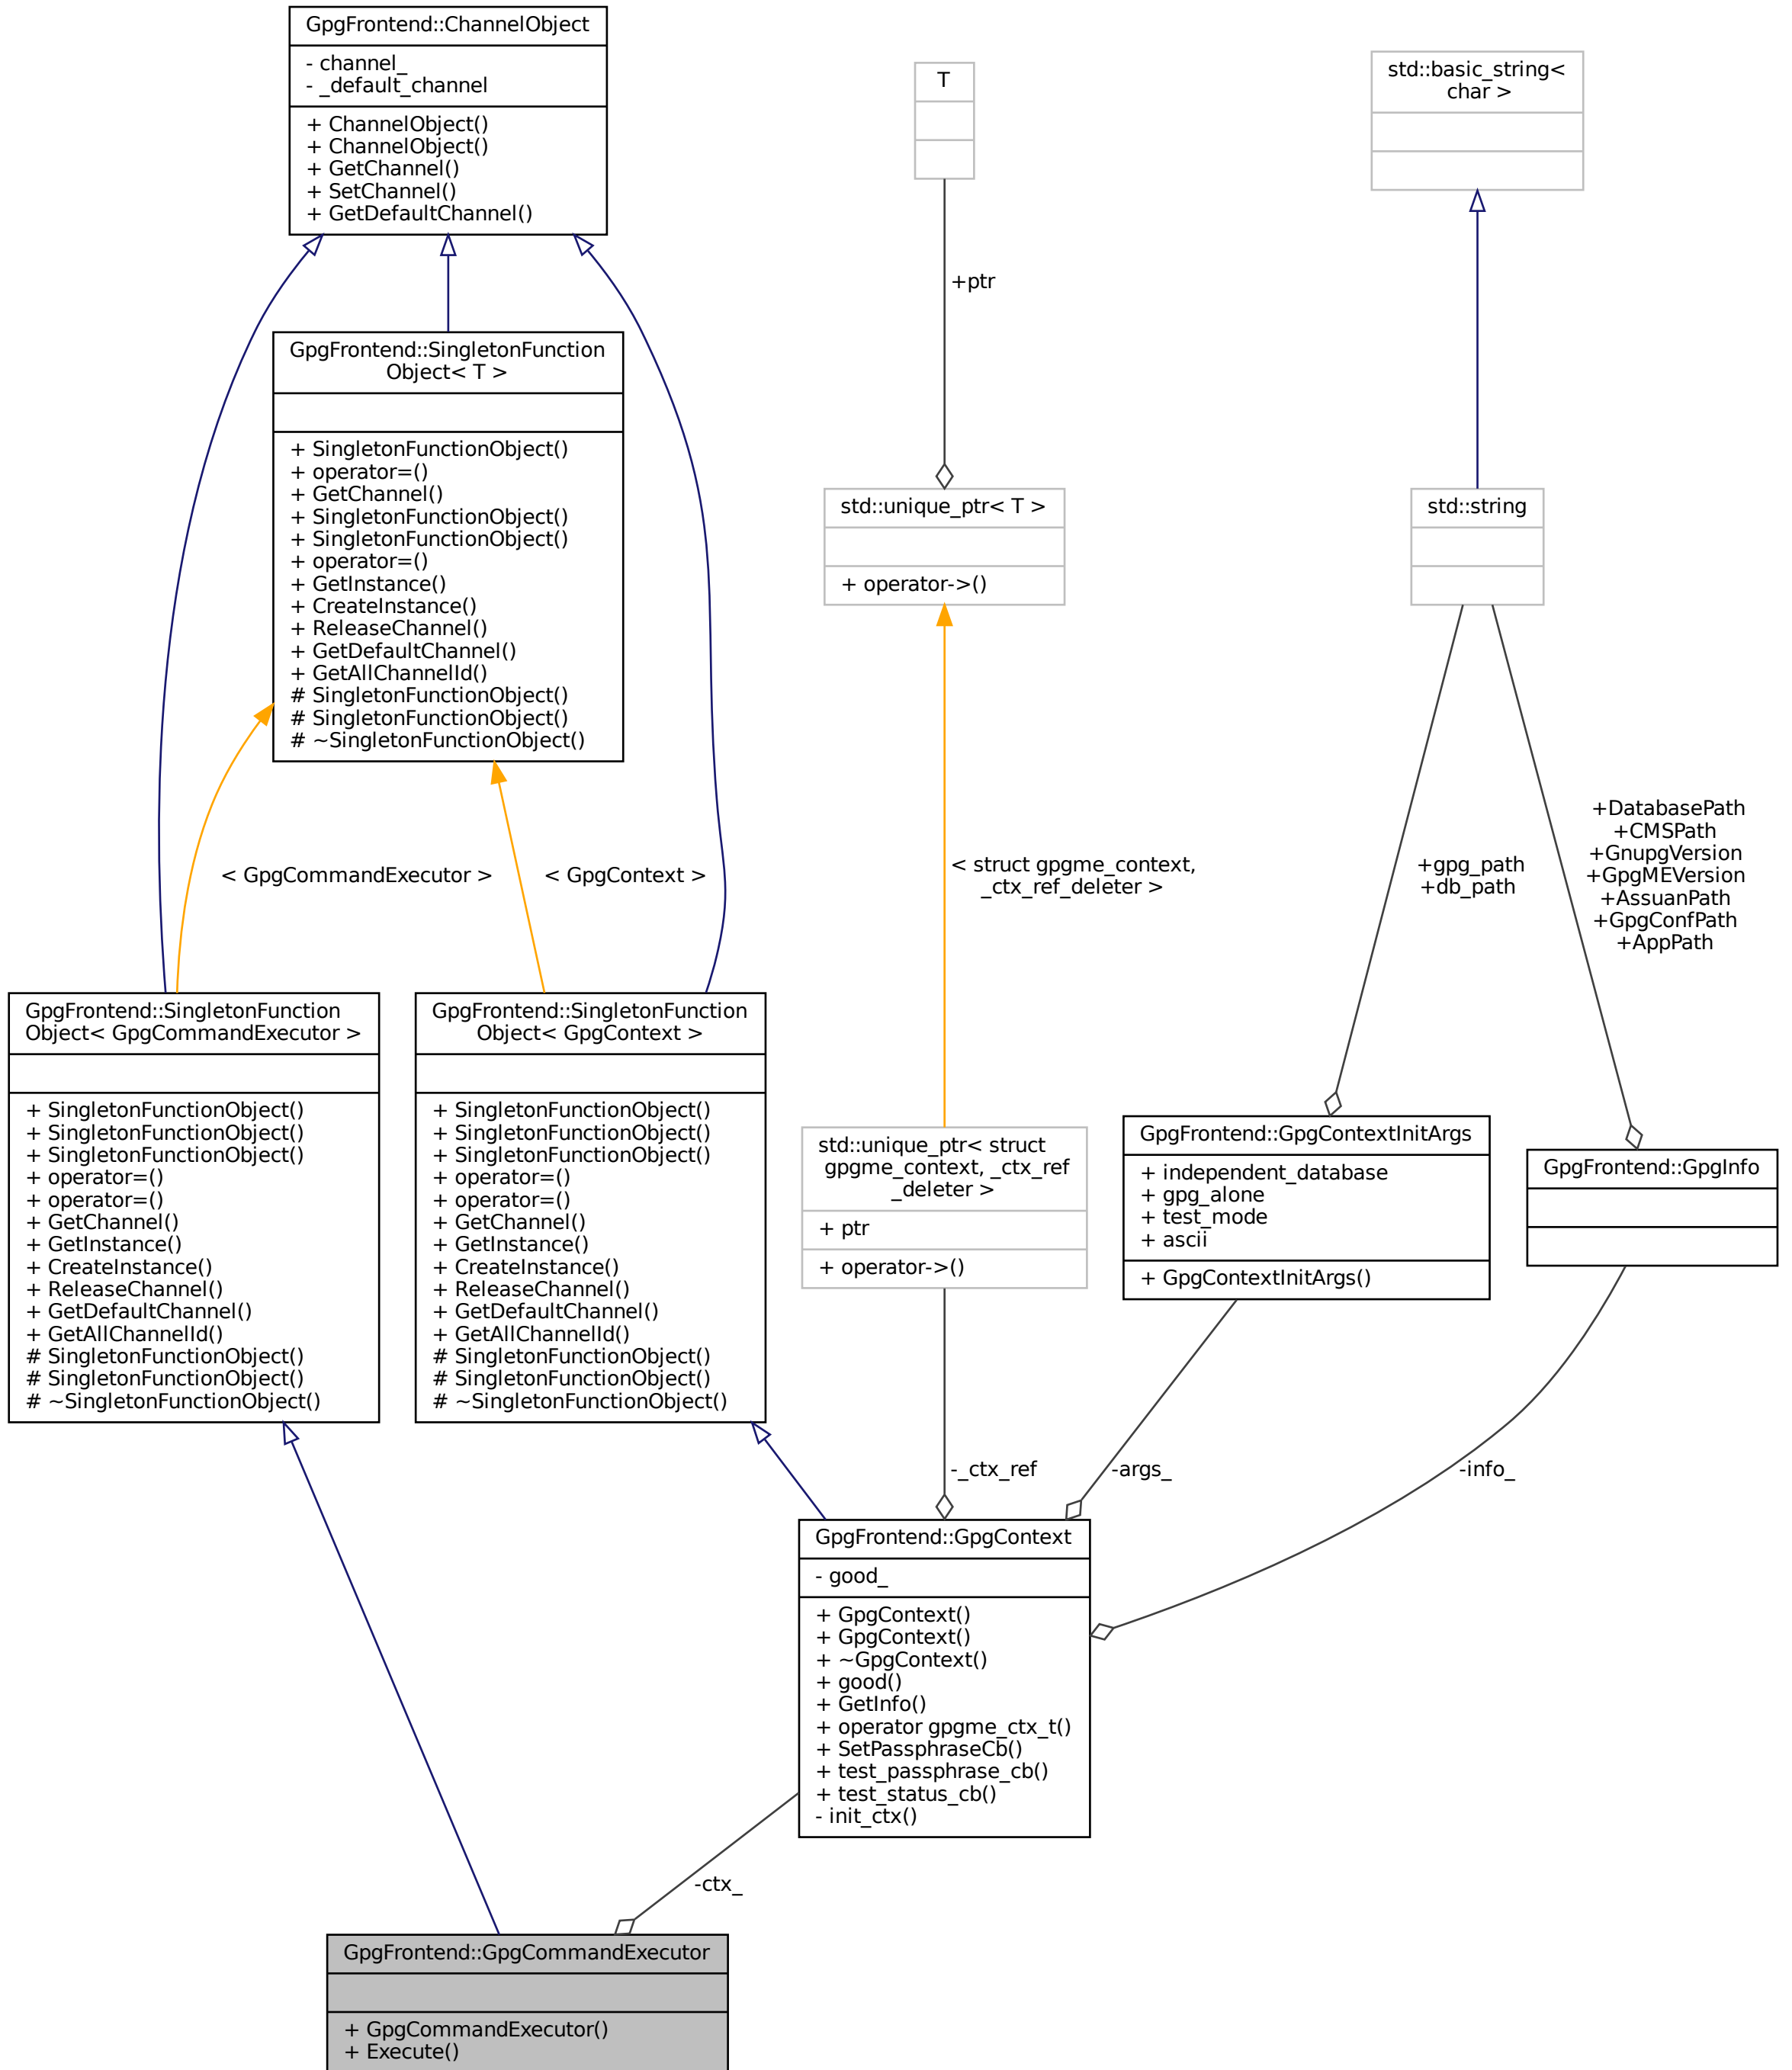 GpgFrontend::ChannelObject
- channel_
- _default_channel
+ ChannelObject()
+ ChannelObject()
+ GetChannel()
+ SetChannel()
+ GetDefaultChannel()
T
std::basic_string<
char >
+ptr
GpgFrontend::SingletonFunction
Object< T >
+ SingletonFunctionObject()
+ operator=()
+ GetChannel()
+ SingletonFunctionObject()
+ SingletonFunctionObject()
+ operator=()
+ GetInstance()
+ CreateInstance()
+ ReleaseChannel()
+ GetDefaultChannel()
+ GetAllChannelId()
# SingletonFunctionObject()
# SingletonFunctionObject()
# ~SingletonFunctionObject()
std::unique_ptr< T >
+ operator->()
std::string
< GpgCommandExecutor >
< GpgContext >
< struct gpgme_context,
_ctx_ref_deleter >
+gpg_path
+db_path
+DatabasePath
+CMSPath
+GnupgVersion
+GpgMEVersion
+AssuanPath
+GpgConfPath
+AppPath
GpgFrontend::SingletonFunction
Object< GpgCommandExecutor >
+ SingletonFunctionObject()
+ SingletonFunctionObject()
+ SingletonFunctionObject()
+ operator=()
+ operator=()
+ GetChannel()
+ GetInstance()
+ CreateInstance()
+ ReleaseChannel()
+ GetDefaultChannel()
+ GetAllChannelId()
# SingletonFunctionObject()
# SingletonFunctionObject()
# ~SingletonFunctionObject()
GpgFrontend::SingletonFunction
Object< GpgContext >
+ SingletonFunctionObject()
+ SingletonFunctionObject()
+ SingletonFunctionObject()
+ operator=()
+ operator=()
+ GetChannel()
+ GetInstance()
+ CreateInstance()
+ ReleaseChannel()
+ GetDefaultChannel()
+ GetAllChannelId()
# SingletonFunctionObject()
# SingletonFunctionObject()
# ~SingletonFunctionObject()
std::unique_ptr< struct
gpgme_context, _ctx_ref
_deleter >
+ ptr
+ operator->()
GpgFrontend::GpgContextInitArgs
+ independent_database
+ gpg_alone
+ test_mode
+ ascii
+ GpgContextInitArgs()
GpgFrontend::GpgInfo
-_ctx_ref
-args_
-info_
GpgFrontend::GpgContext
- good_
+ GpgContext()
+ GpgContext()
+ ~GpgContext()
+ good()
+ GetInfo()
+ operator gpgme_ctx_t()
+ SetPassphraseCb()
+ test_passphrase_cb()
+ test_status_cb()
- init_ctx()
-ctx_
GpgFrontend::GpgCommandExecutor
+ GpgCommandExecutor()
+ Execute()